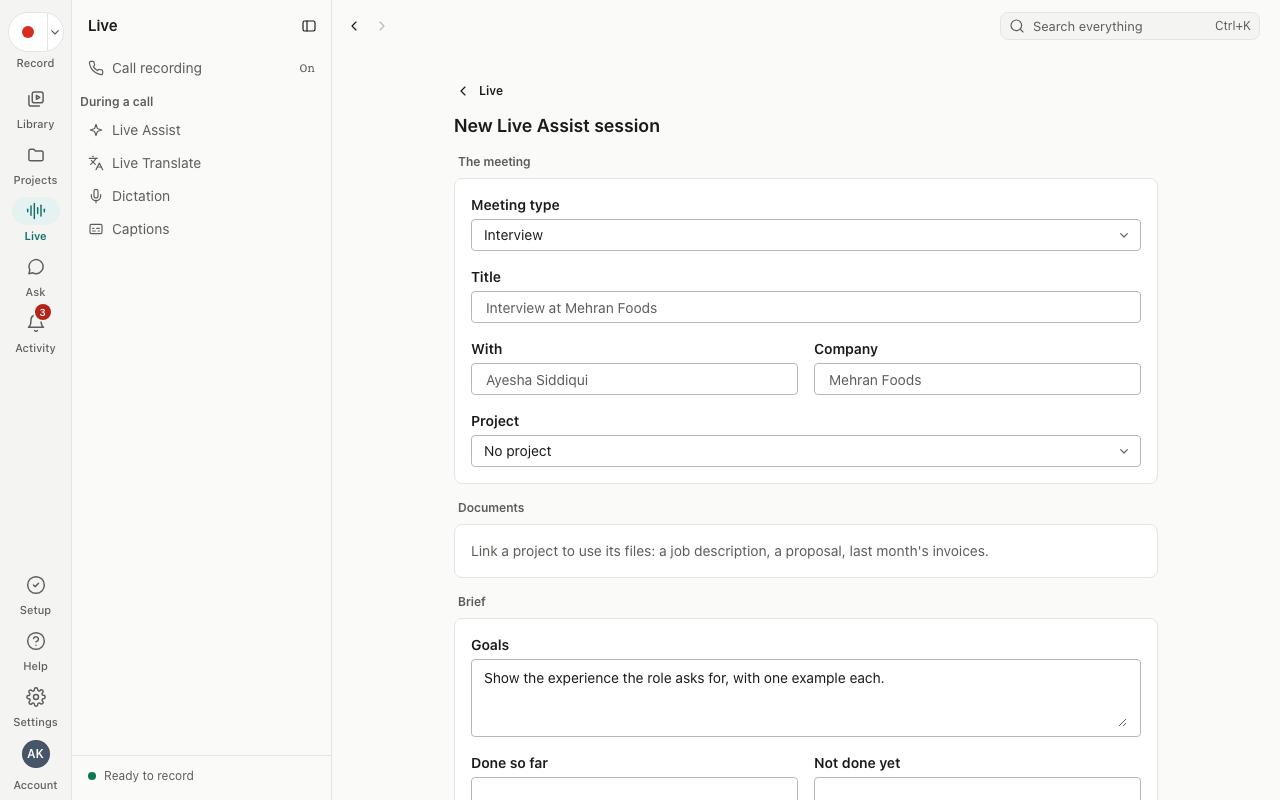 Record
Library
Projects
Live
Ask
3
Activity
Setup
Help
Settings
AK
Account
Live
Call recording On
During a call
Live Assist
Live Translate
Dictation
Captions
Ready to record
Search everything Ctrl+K
Live
New Live Assist session
The meeting
Meeting type
Interview
Title
Interview at Mehran Foods
With Company
Ayesha Siddiqui Mehran Foods
Project
No project
Documents
Link a project to use its files: a job description, a proposal, last month's invoices.
Brief
Goals
Show the experience the role asks for, with one example each.
Done so far Not done yet